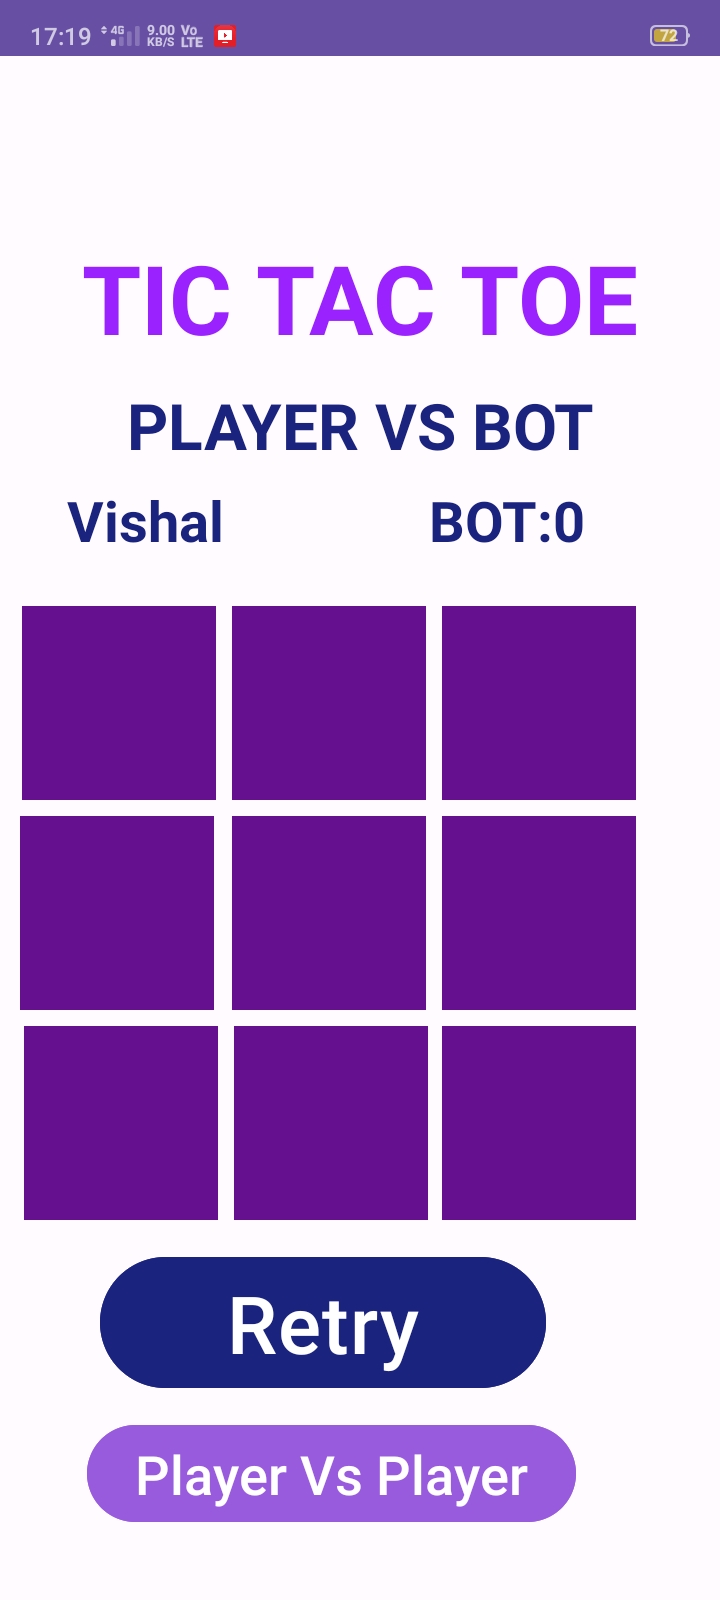 17:19 4G 9.00 KB/S Vo LTE 72
TIC TAC TOE
PLAYER VS BOT
Vishal BOT:0
Retry
Player Vs Player